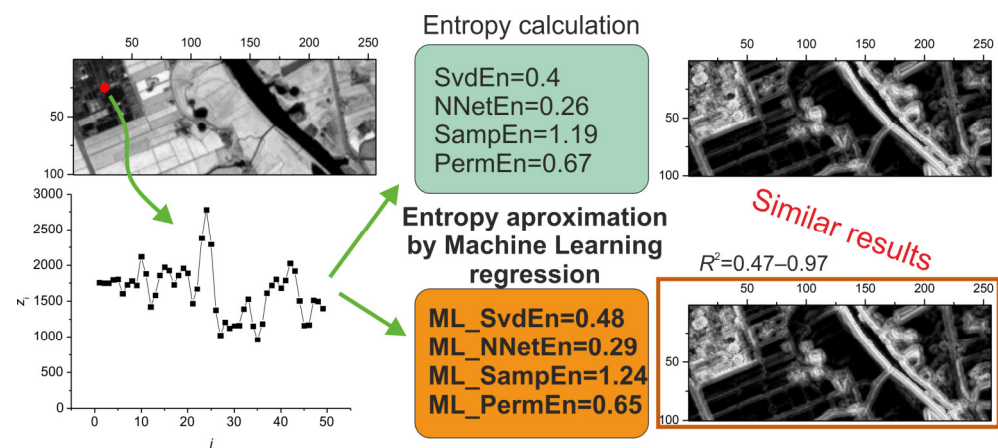 Entropy calculation
50 100 150 200 250
50
100
SvdEn=0.4
NNetEn=0.26
SampEn=1.19
PermEn=0.67
50 100 150 200 250
50
100
3000
2500
2000
1500
1000
500
0
zᵢ
0 10 20 30 40 50
i
Entropy aproximation
by Machine Learning
regression
ML_SvdEn=0.48
ML_NNetEn=0.29
ML_SampEn=1.24
ML_PermEn=0.65
Similar results
R²=0.47–0.97
50 100 150 200 250
50
100